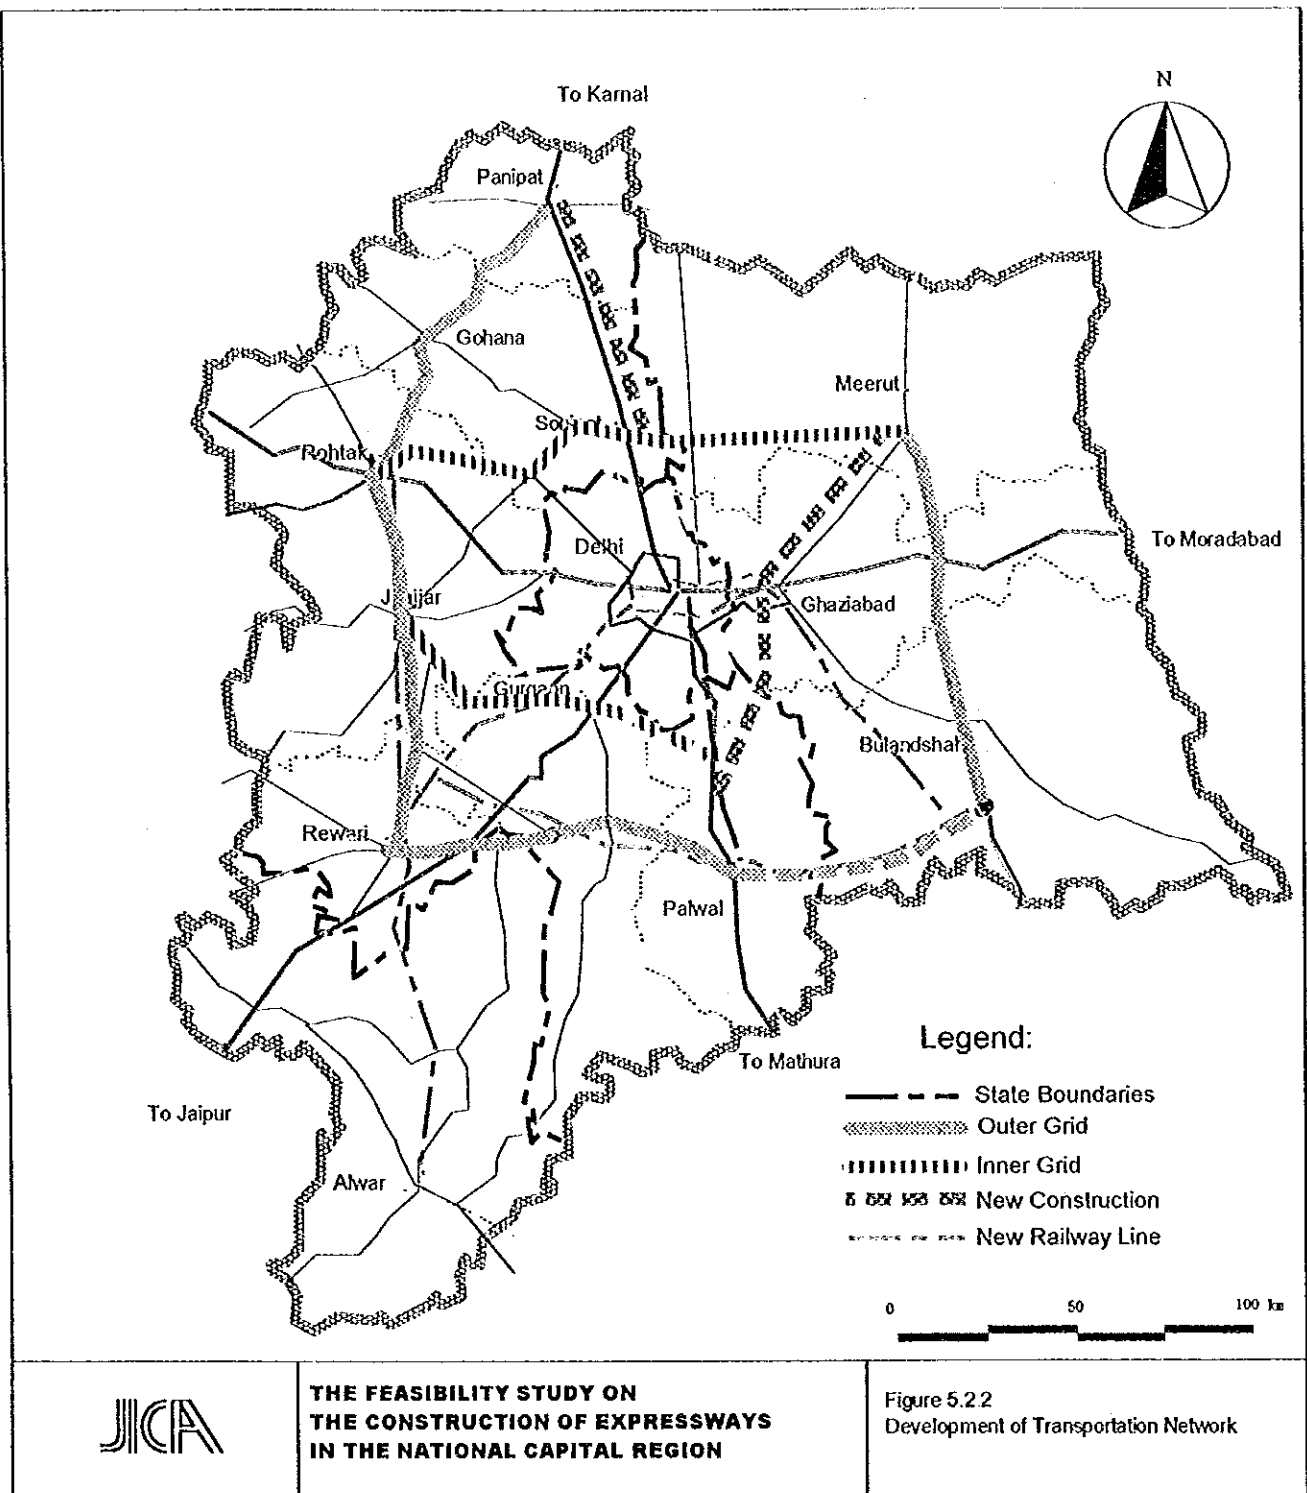 To Karnal
N
Panipat
Gohana
Meerut
Rohtak
To Moradabad
Delhi
Ghaziabad
Gurgaon
Bulandshah
Rewari
Palwal
Legend:
To Mathura
State Boundaries
To Jaipur
Outer Grid
Inner Grid
Alwar
New Construction
New Railway Line
0 50 100 km
JICA
THE FEASIBILITY STUDY ON
THE CONSTRUCTION OF EXPRESSWAYS
IN THE NATIONAL CAPITAL REGION
Figure 5.2.2
Development of Transportation Network